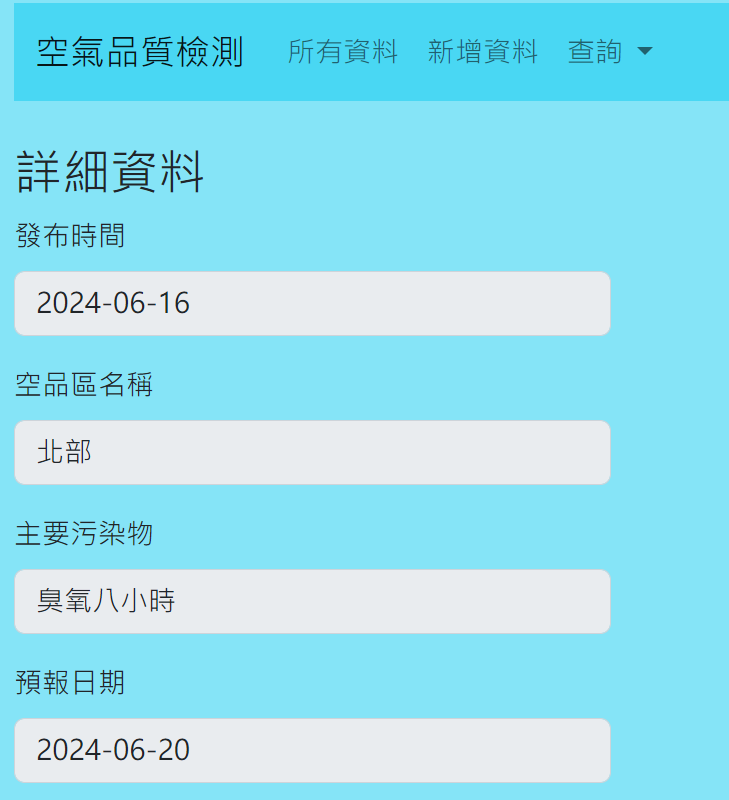 空氣品質檢測 所有資料 新增資料 查詢
詳細資料
發布時間
2024-06-16
空品區名稱
北部
主要污染物
臭氧八小時
預報日期
2024-06-20